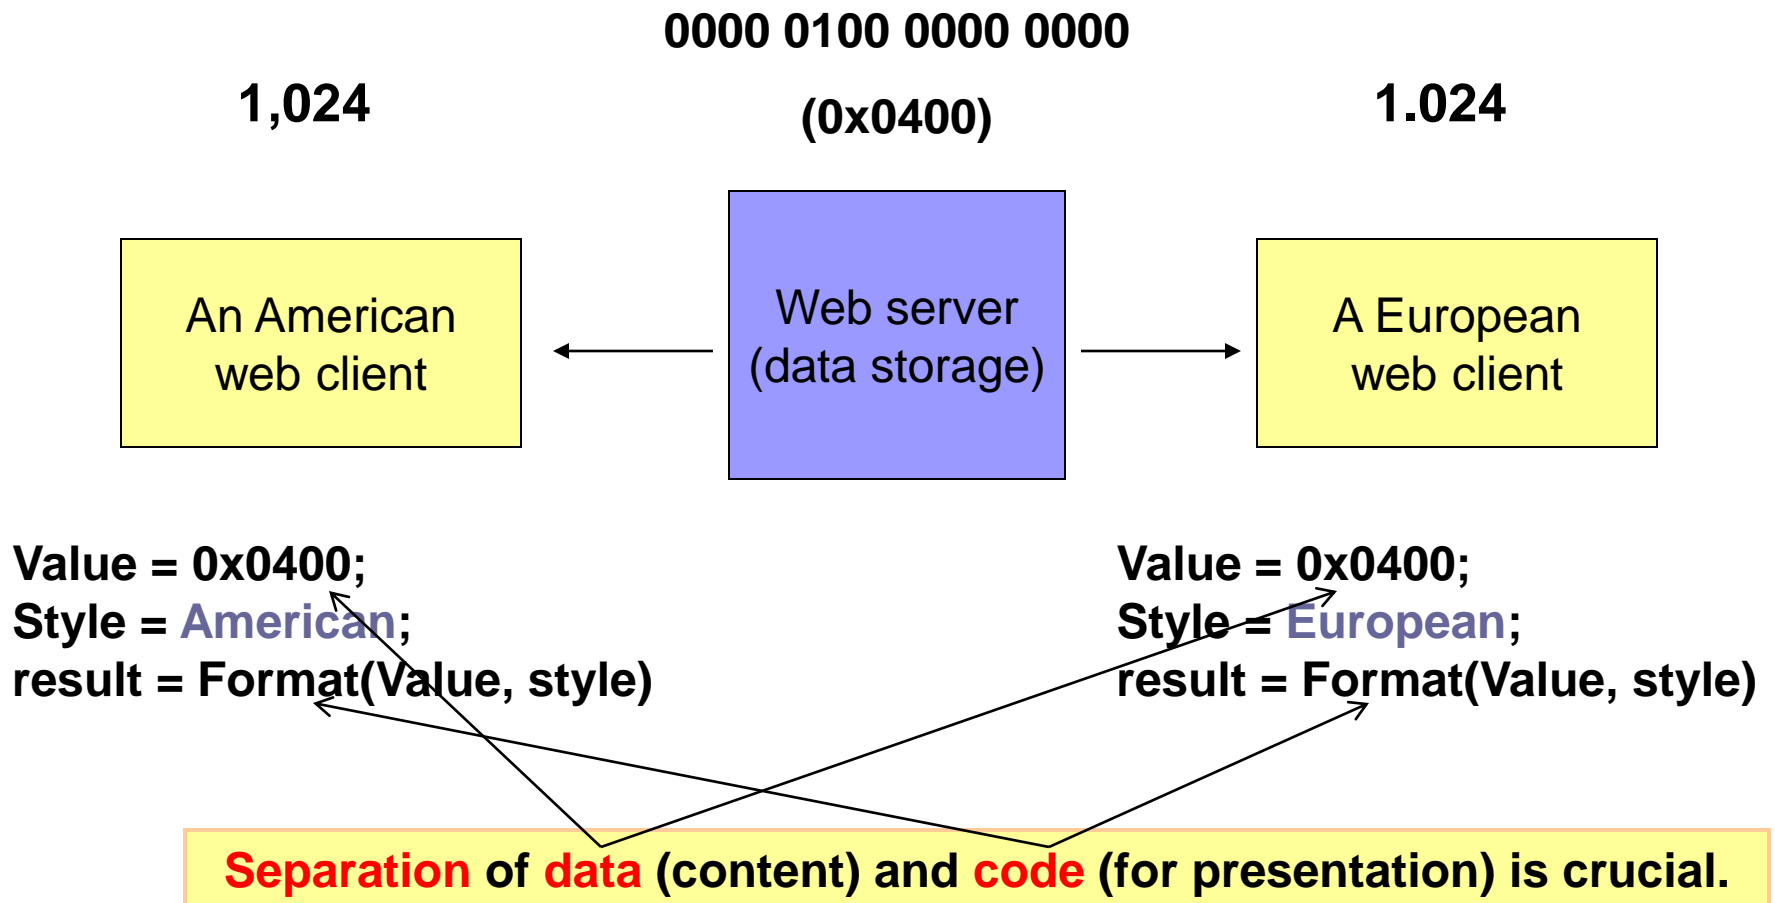 0000 0100 0000 0000
1,024
(0x0400)
1.024
An American
web client
Web server
(data storage)
A European
web client
Value = 0x0400;
Style = American;
result = Format(Value, style)
Value = 0x0400;
Style = European;
result = Format(Value, style)
Separation of data (content) and code (for presentation) is crucial.